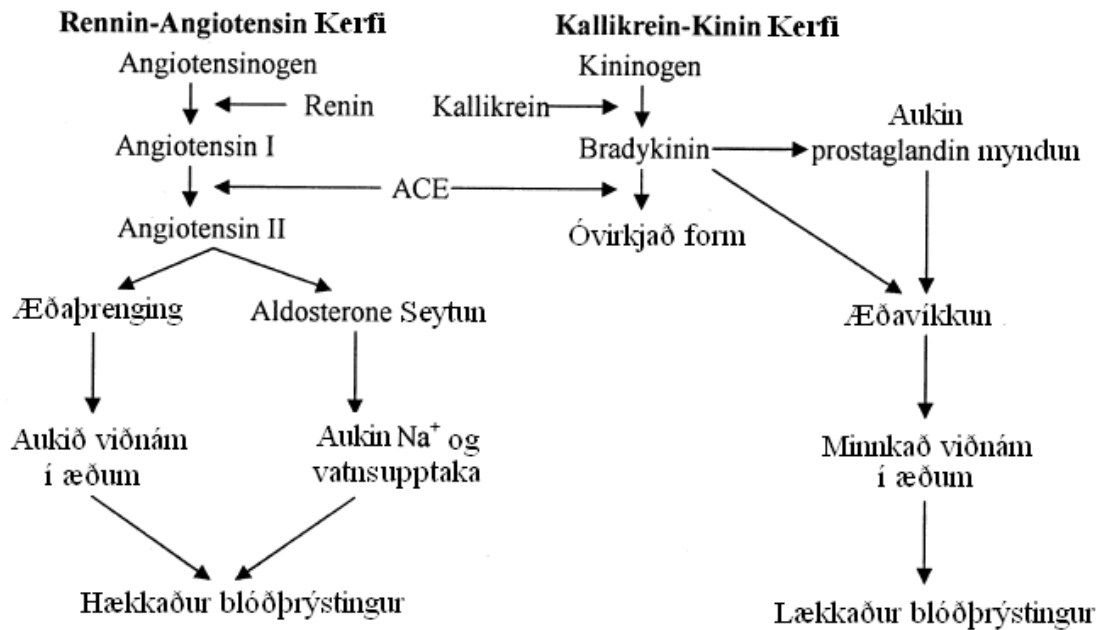 Rennin-Angiotensin Kerfi
Angiotensinogen
Renin
Angiotensin I
ACE
Angiotensin II
Æðaþrenging
Aldosterone Seytun
Aukið viðnám
í æðum
Aukin Na⁺ og
vatnsupptaka
Hækkaður blóðþrýstingur
Kallikrein-Kinin Kerfi
Kininogen
Kallikrein
Bradykinin
Aukin
prostaglandin myndun
Óvirkjað form
Æðavíkkun
Minnkað viðnám
í æðum
Lækkaður blóðþrýstingur